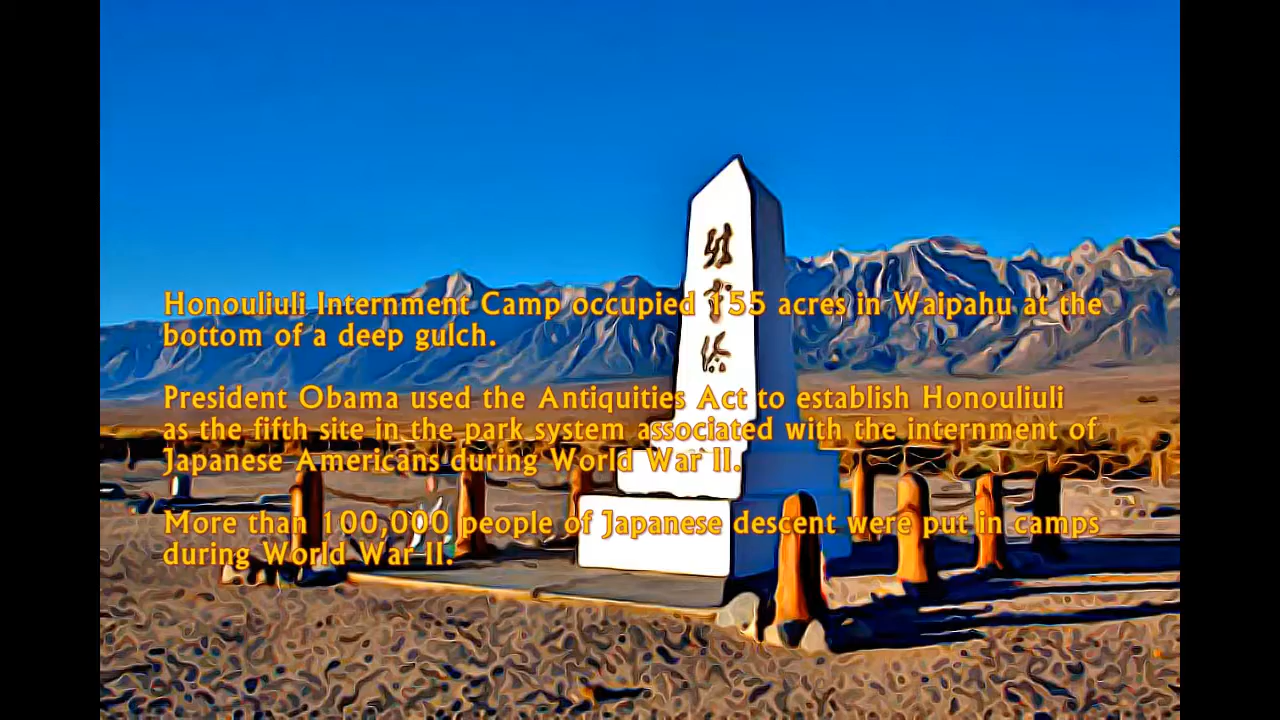 Honouliuli Internment Camp occupied 155 acres in Waipahu at the
bottom of a deep gulch.
President Obama used the Antiquities Act to establish Honouliuli
as the fifth site in the park system associated with the internment of
Japanese Americans during World War II.
More than 100,000 people of Japanese descent were put in camps
during World War II.